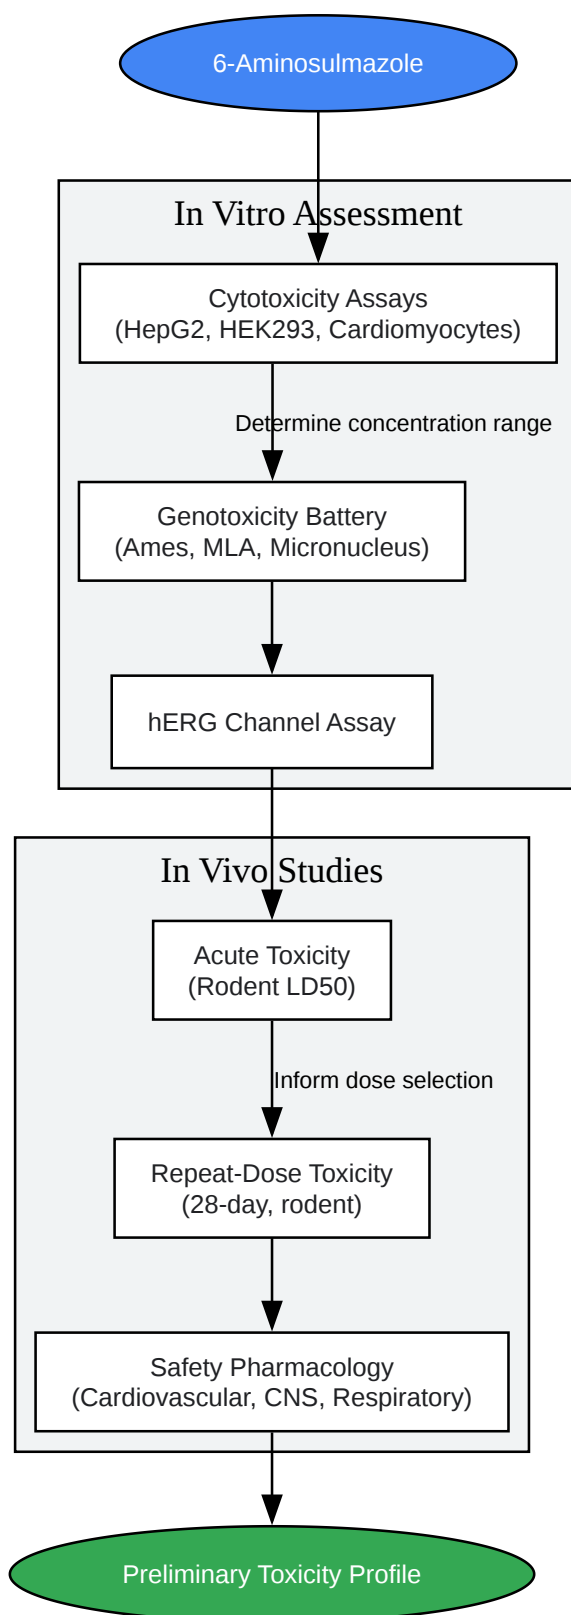 6-Aminosulmazole
In Vitro Assessment
Cytotoxicity Assays
(HepG2, HEK293, Cardiomyocytes)
Determine concentration range
Genotoxicity Battery
(Ames, MLA, Micronucleus)
hERG Channel Assay
In Vivo Studies
Acute Toxicity
(Rodent LD50)
Inform dose selection
Repeat-Dose Toxicity
(28-day, rodent)
Safety Pharmacology
(Cardiovascular, CNS, Respiratory)
Preliminary Toxicity Profile